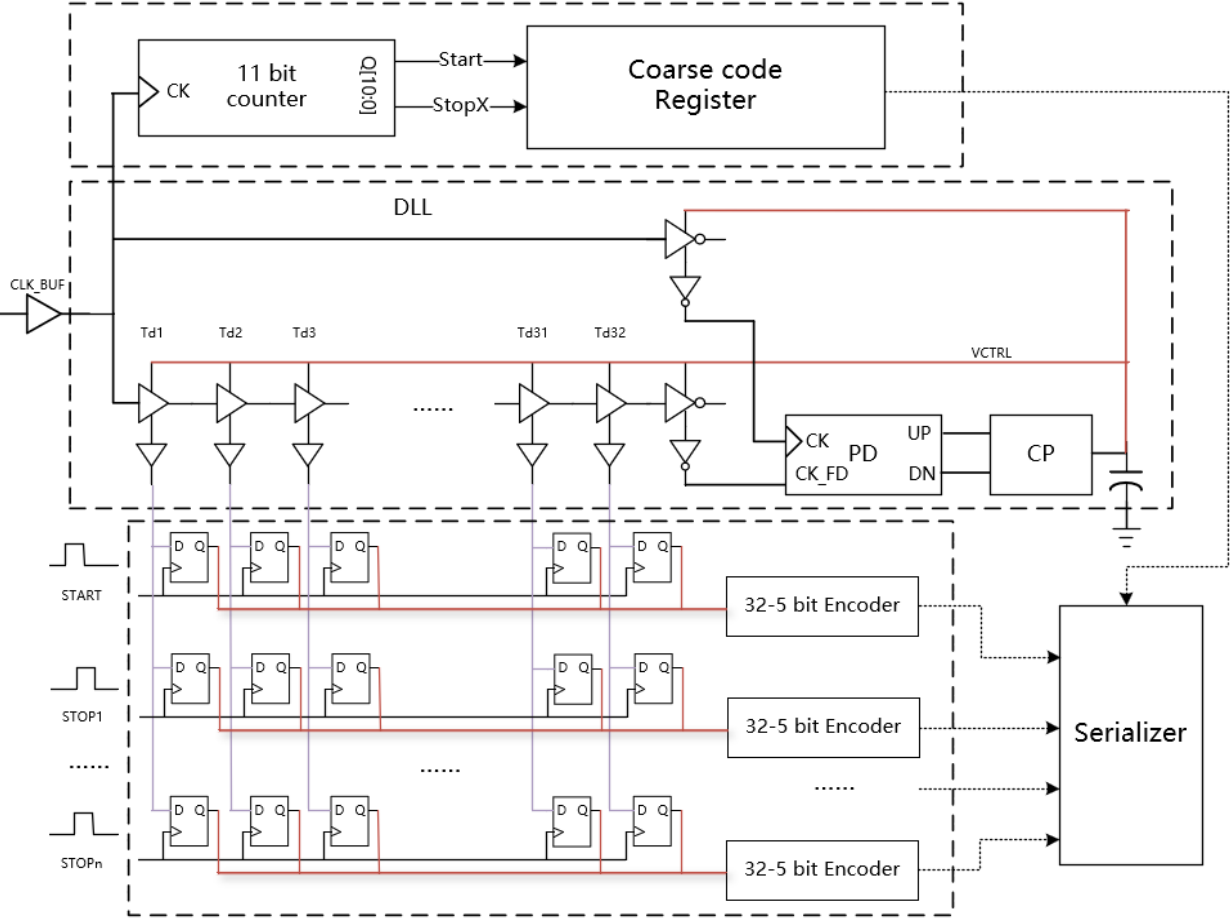 11 bit
counter
CK
Q[10:0]
Start
StopX
Coarse code
Register
DLL
CLK_BUF
Td1
Td2
Td3
Td31
Td32
VCTRL
......
CK
PD
UP
CK_FD
DN
CP
START
D Q
D Q
D Q
D Q
D Q
32-5 bit Encoder
STOP1
D Q
D Q
D Q
D Q
D Q
32-5 bit Encoder
Serializer
......
......
......
STOPn
D Q
D Q
D Q
D Q
D Q
32-5 bit Encoder